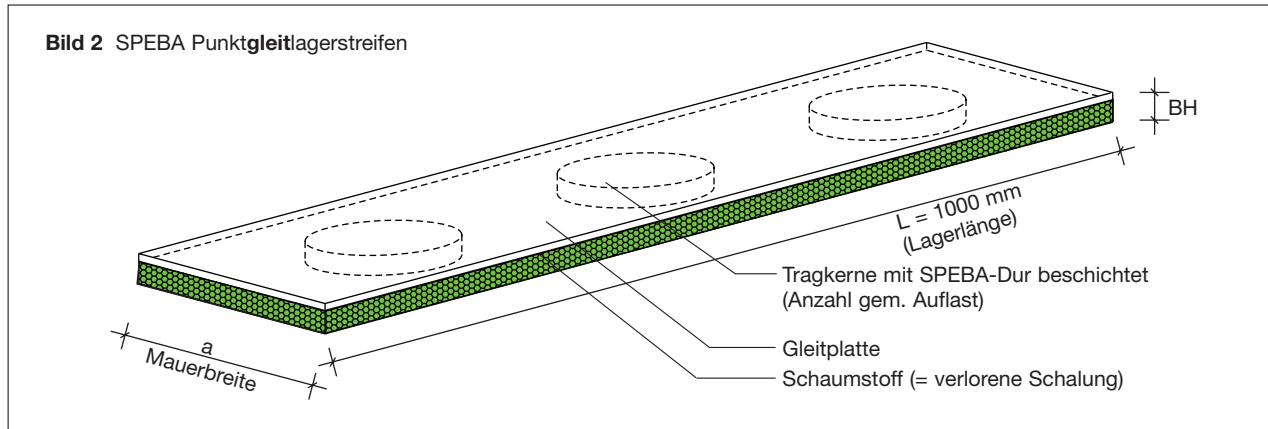 Bild 2 SPEBA Punktgleitlagerstreifen
BH
L = 1000 mm
(Lagerlänge)
Tragkerne mit SPEBA-Dur beschichtet
(Anzahl gem. Auflast)
Gleitplatte
Schaumstoff (= verlorene Schalung)
a
Mauerbreite